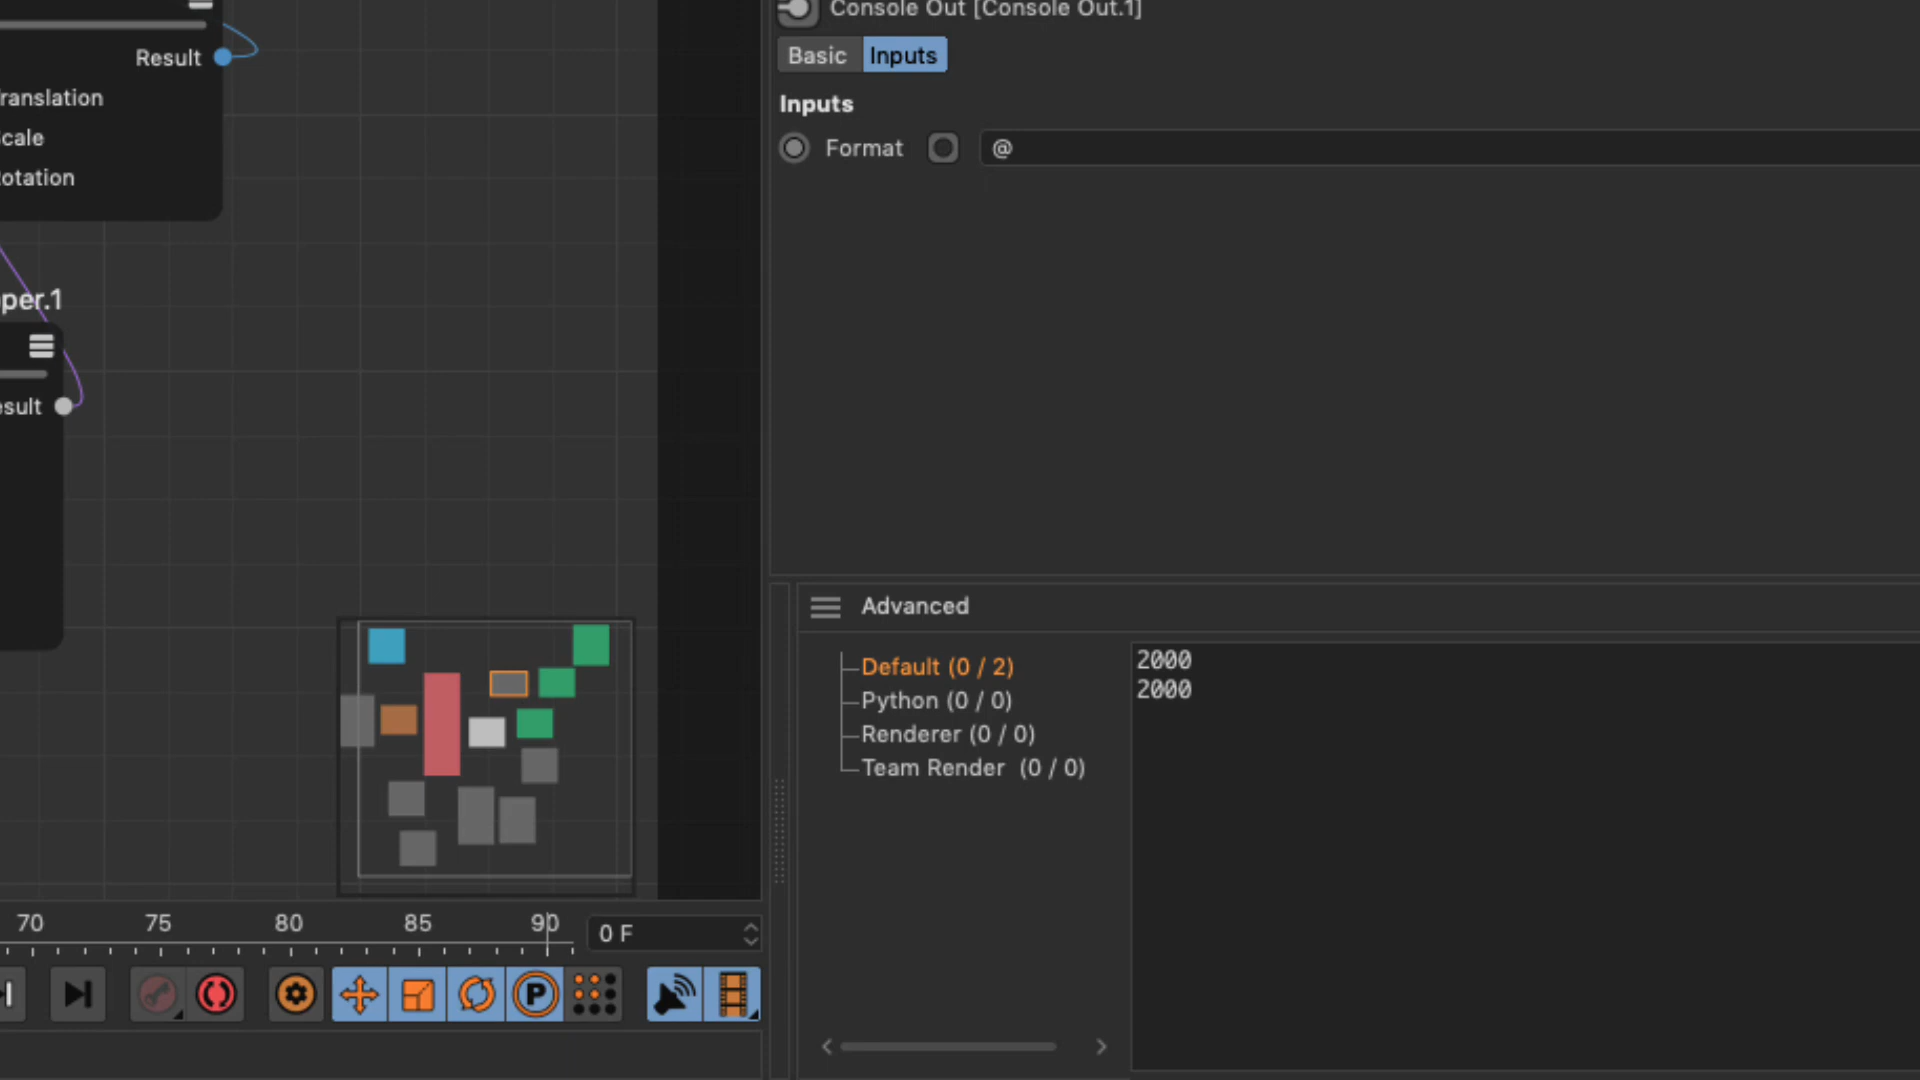 Console Out [Console Out.1]
Basic Inputs
Inputs
Format @
Result
ranslation
cale
otation
per.1
esult
Advanced
Default (0 / 2)
Python (0 / 0)
Renderer (0 / 0)
Team Render (0 / 0)
2000
2000
70 75 80 85 90 0 F
P